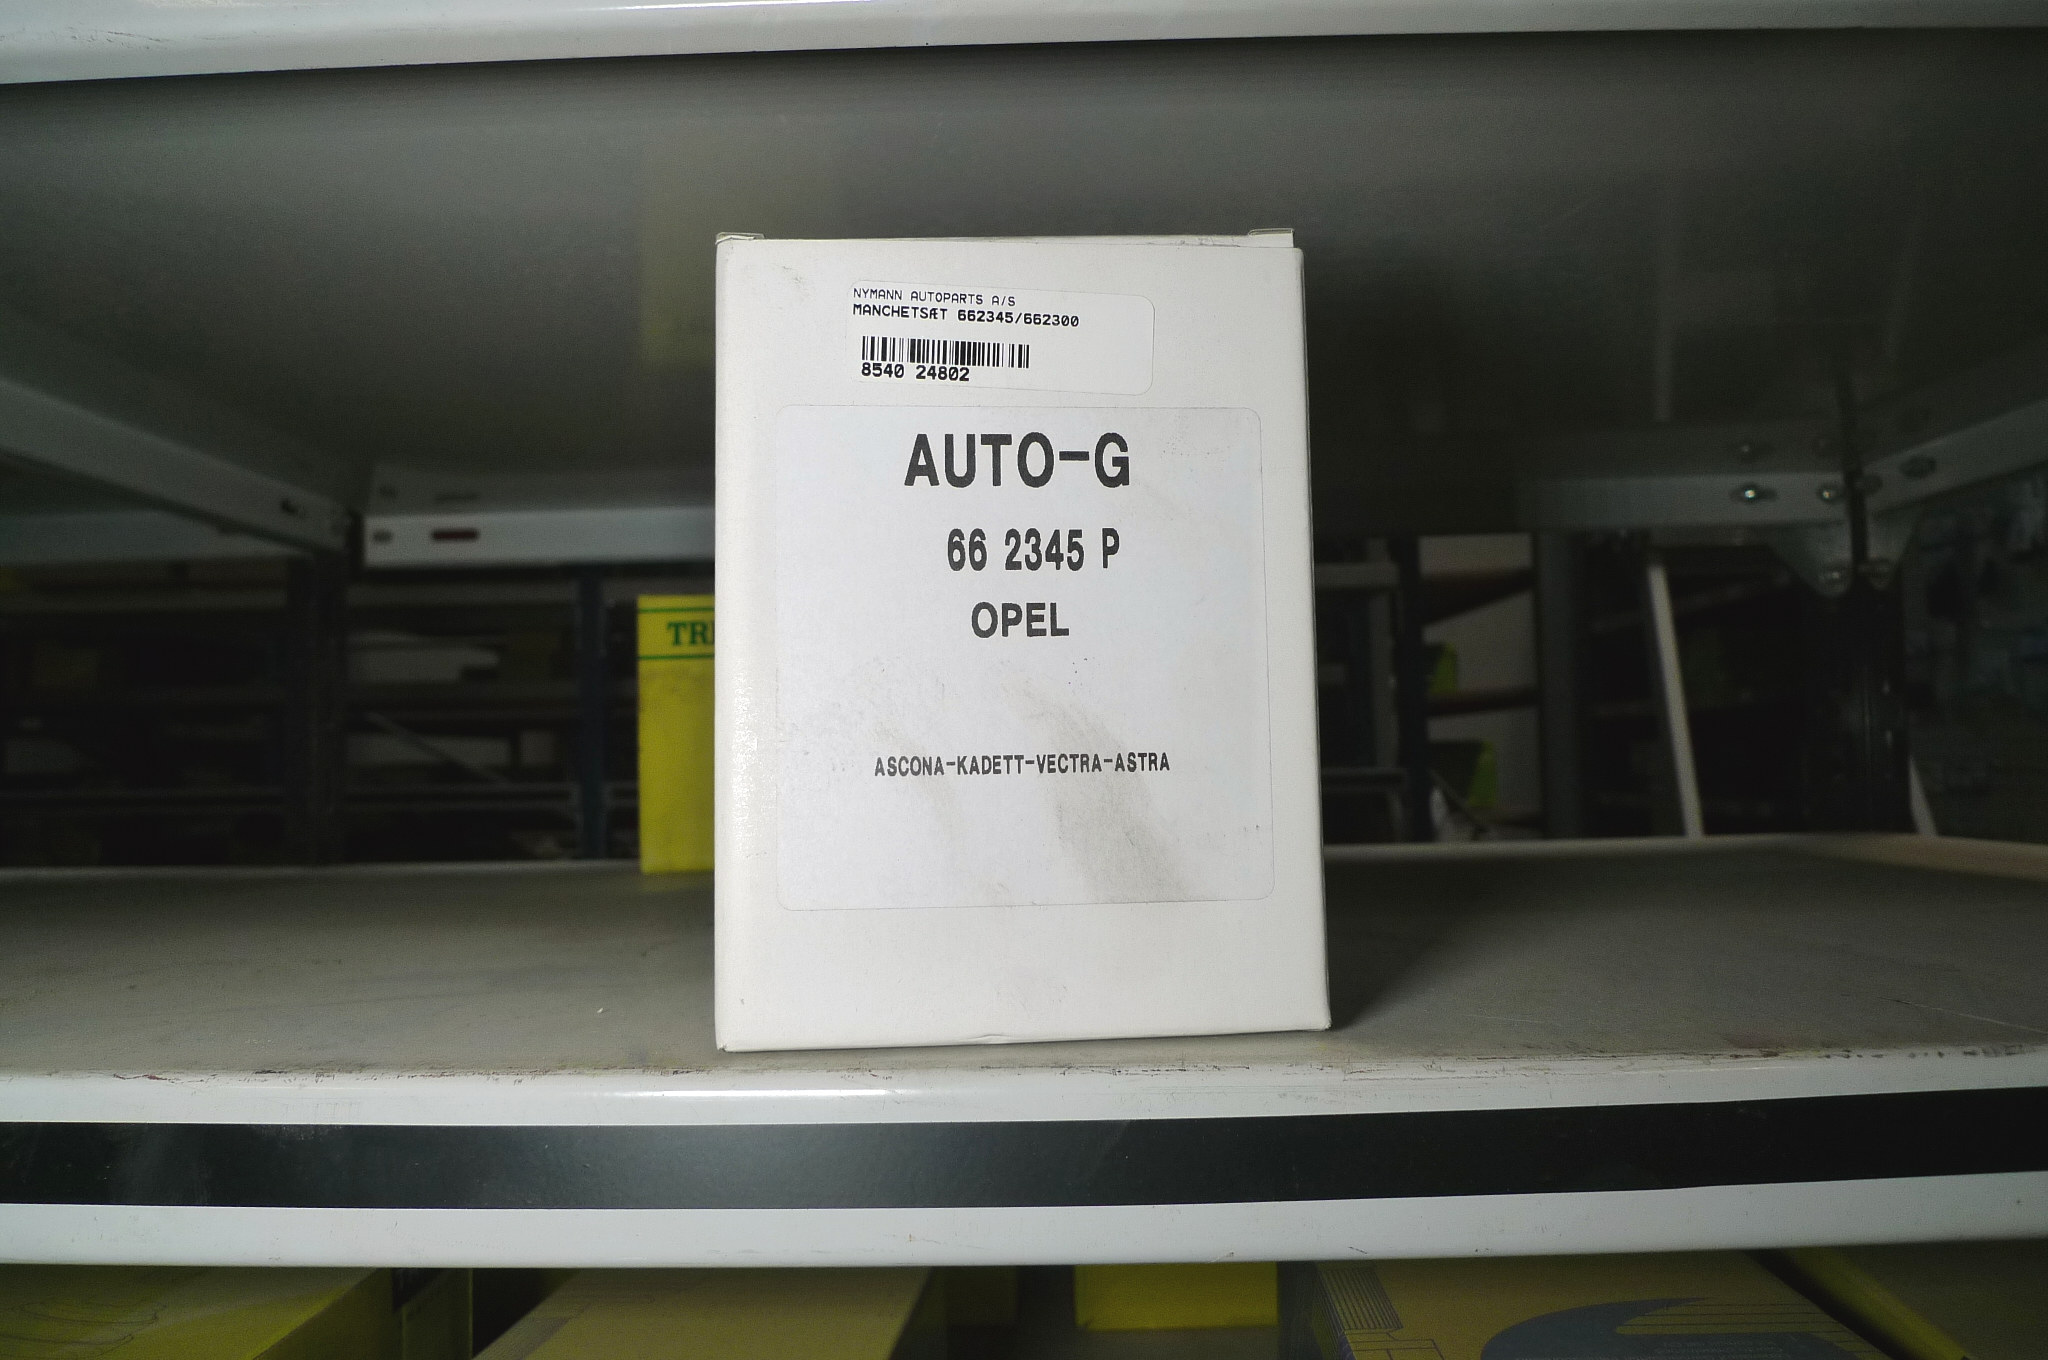 NYMANN AUTOPARTS A/S
MANCHETSÆT 662345/662300
8540 24802
AUTO-G
66 2345 P
OPEL
ASCONA-KADETT-VECTRA-ASTRA